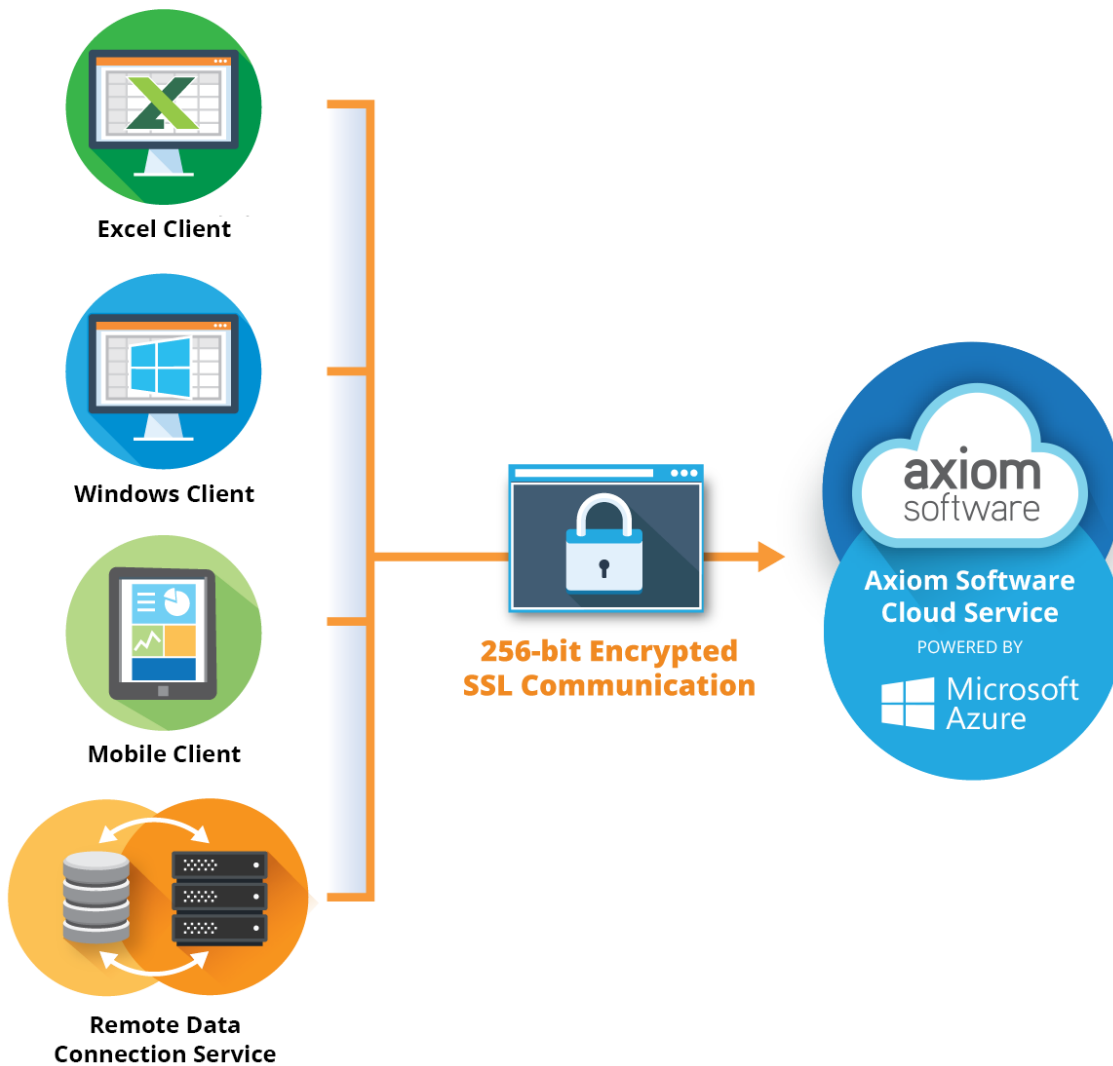 Excel Client
Windows Client
Mobile Client
Remote Data
Connection Service
256-bit Encrypted
SSL Communication
axiom
software
Axiom Software
Cloud Service
POWERED BY
Microsoft
Azure